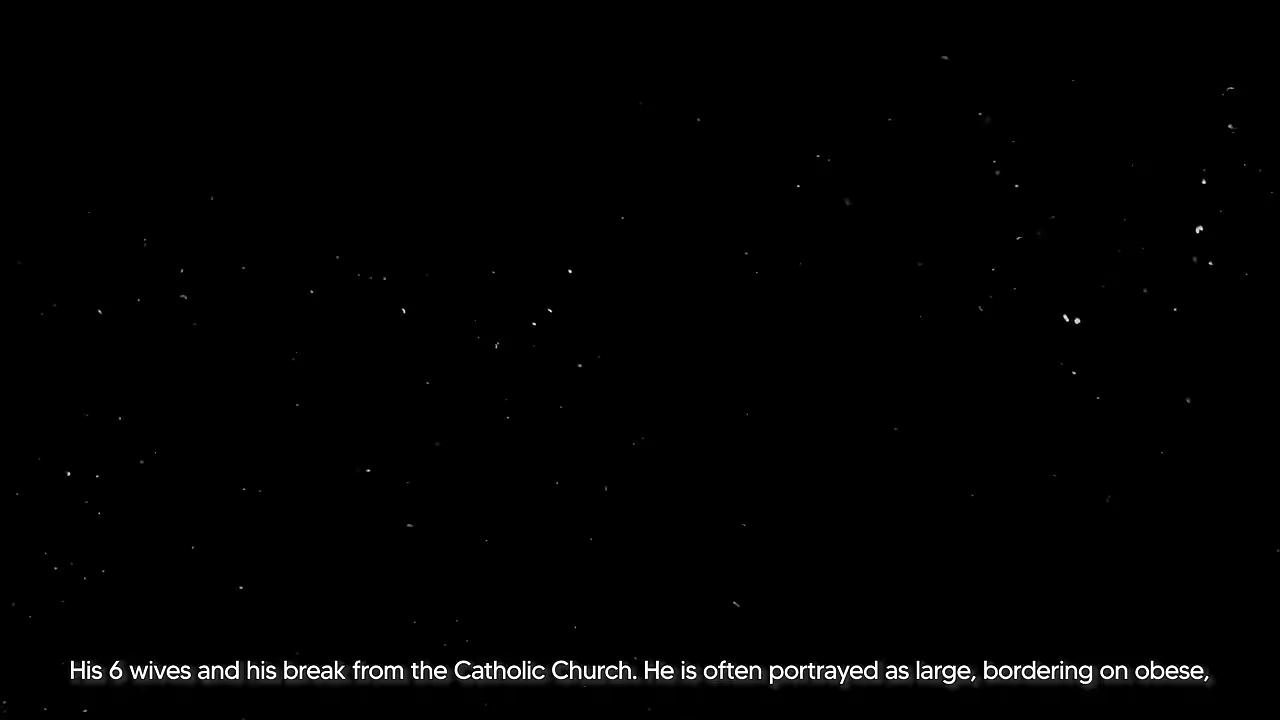 His 6 wives and his break from the Catholic Church. He is often portrayed as large, bordering on obese,